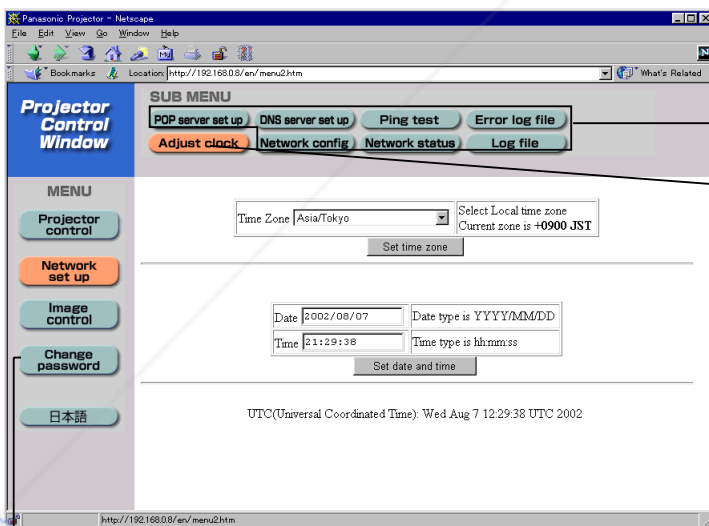 Panasonic Projector - Netscape
File Edit View Go Window Help
Bookmarks Location: http://192.168.0.8/en/menu2.htm What's Related
Projector
Control
Window
SUB MENU
POP server set up DNS server set up Ping test Error log file
Adjust clock Network config Network status Log file
MENU
Projector
control
Network
set up
Image
control
Change
password
日本語
Time Zone Asia/Tokyo Select Local time zone
Current zone is +0900 JST
Set time zone
Date 2002/08/07 Date type is YYYY/MM/DD
Time 21:29:38 Time type is hh:mm:ss
Set date and time
UTC(Universal Coordinated Time): Wed Aug 7 12:29:38 UTC 2002
http://192.168.0.8/en/menu2.htm